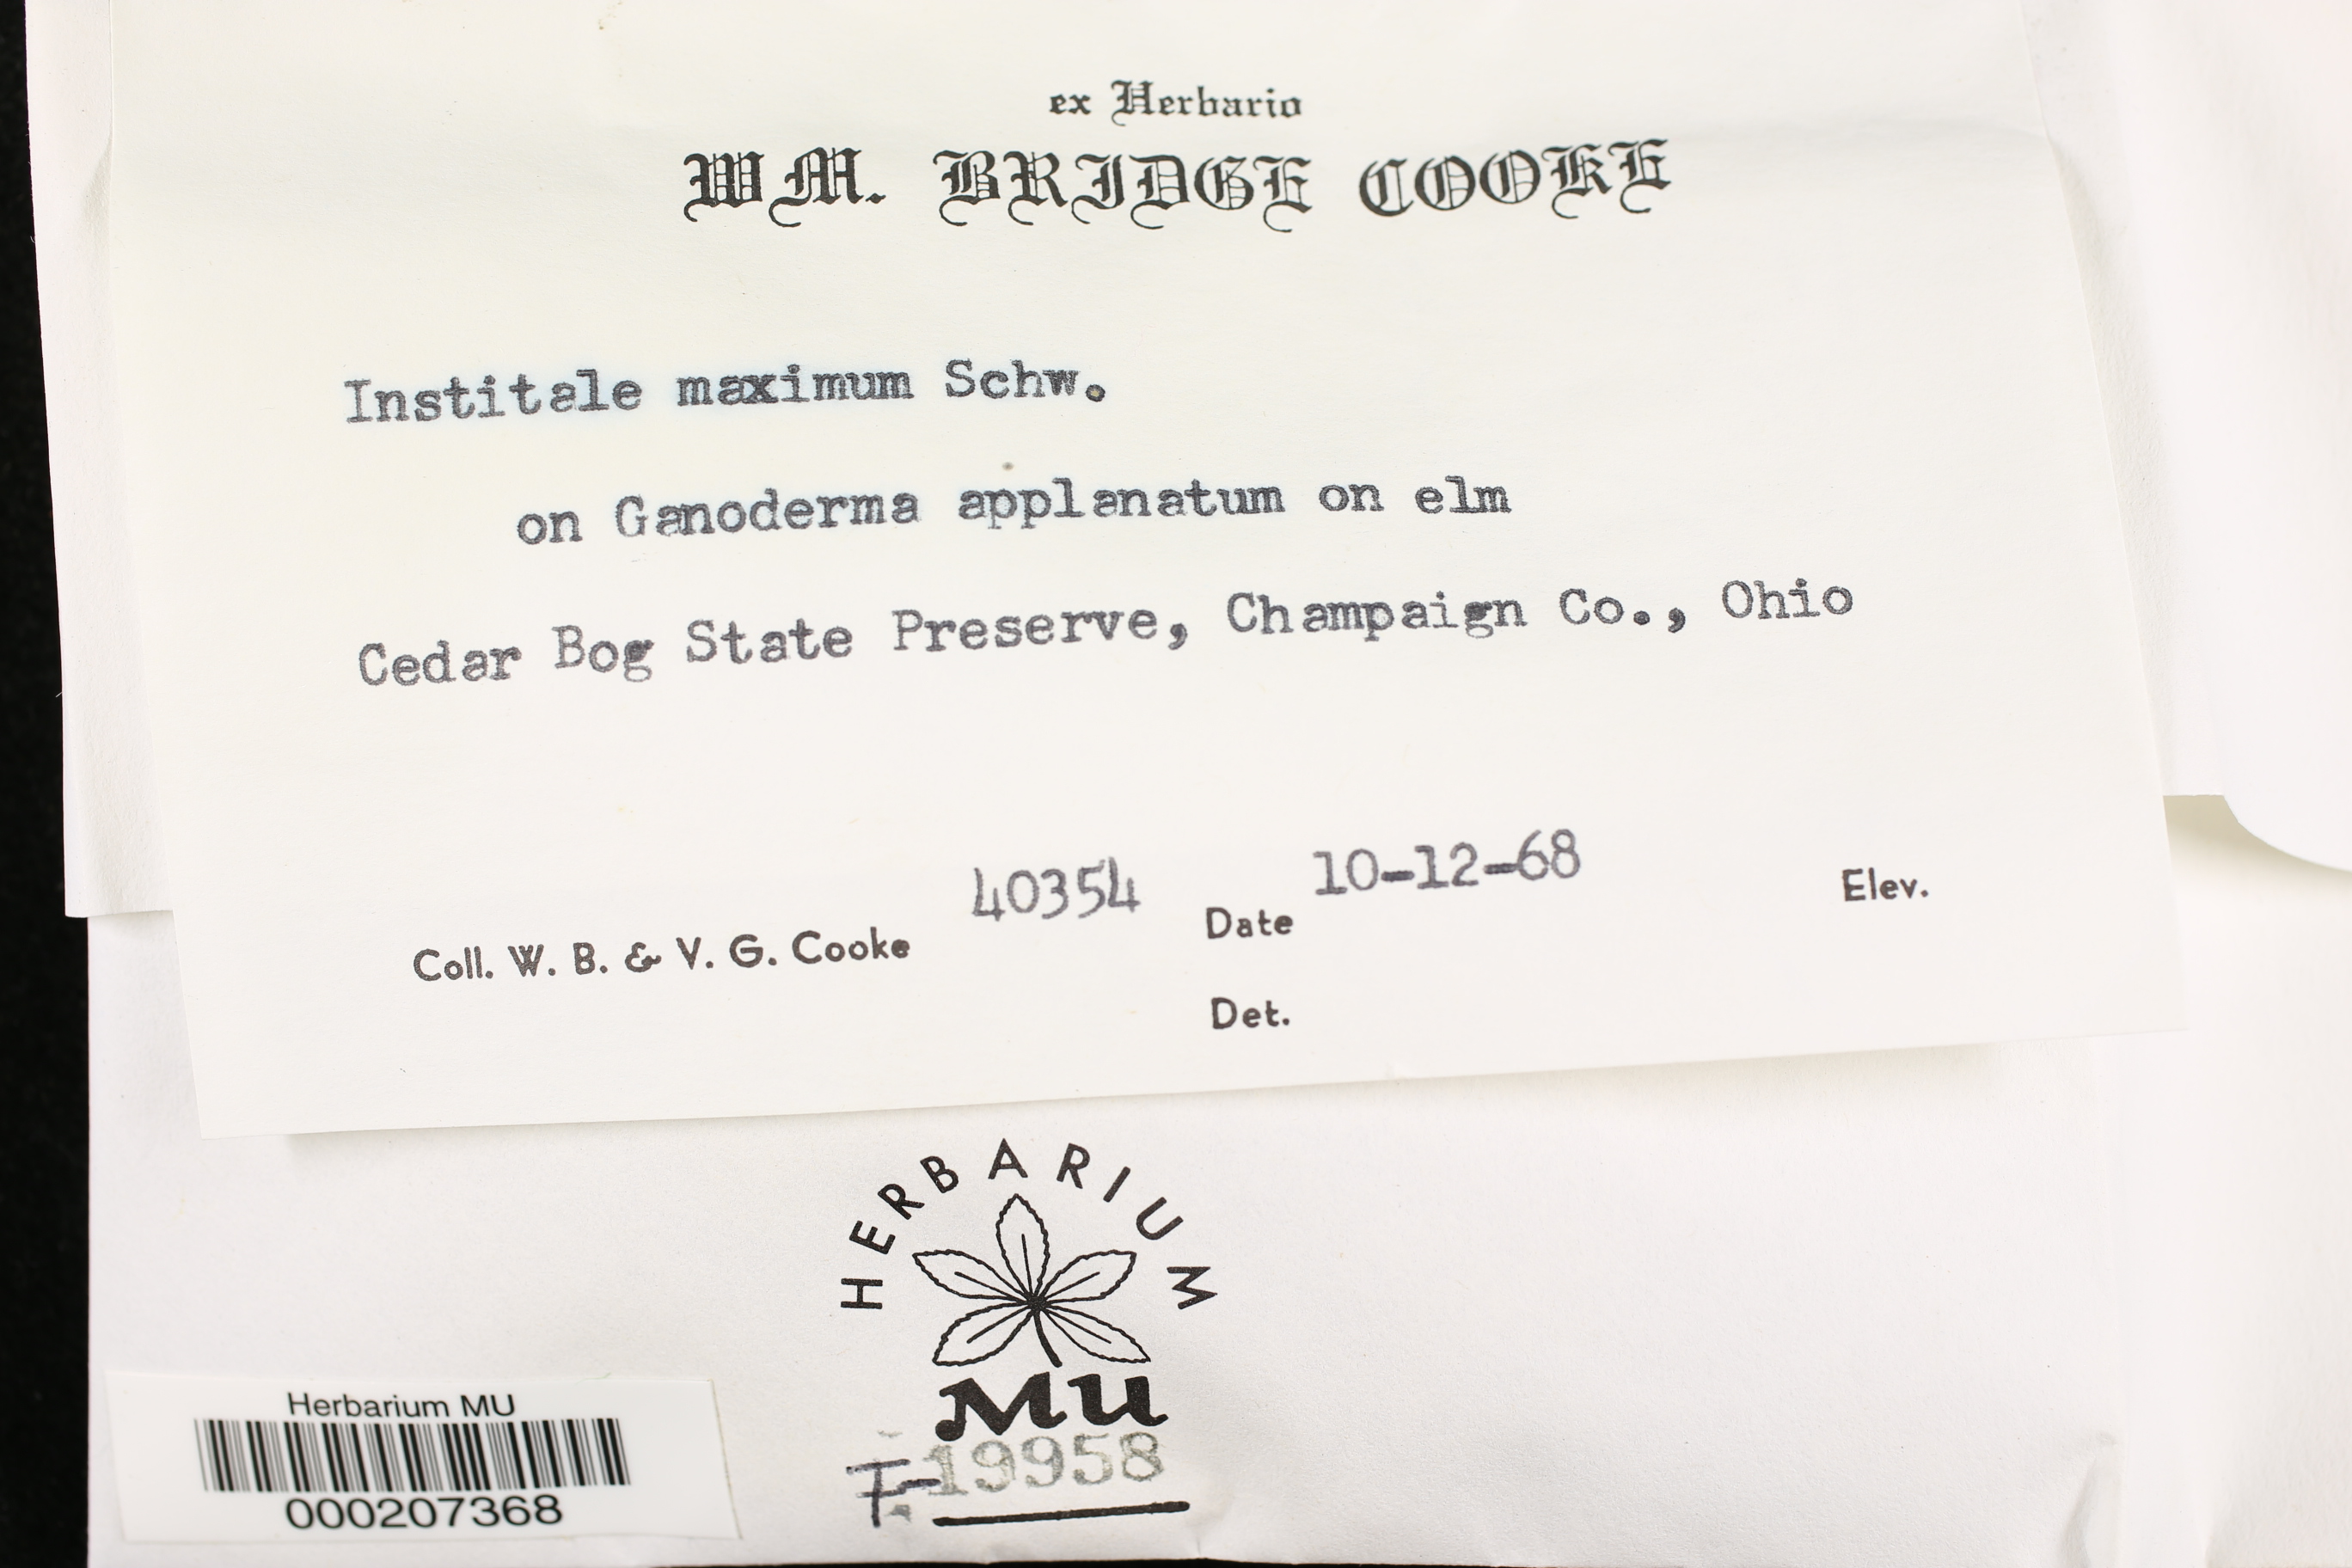 ex Herbario
WM. BRIDGE COOKE
Institale maximum Schw.
on Ganoderma applanatum on elm
Cedar Bog State Preserve, Champaign Co., Ohio
Coll. W. B. & V. G. Cooke 40354 Date 10-12-68 Elev.
Det.
HERBARIUM
MU
F-19958
Herbarium MU
000207368